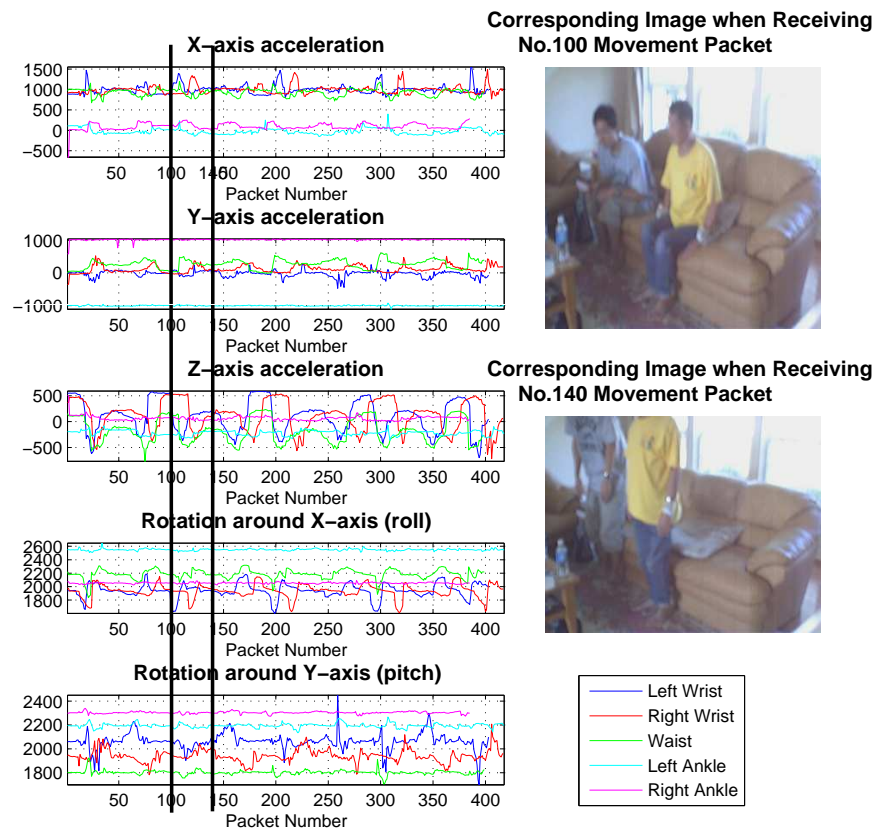 X-axis acceleration
1500
1000
500
0
−500
50 100 140 150 200 250 300 350 400
Packet Number
Y-axis acceleration
1000
0
−1000
50 100 150 200 250 300 350 400
Packet Number
Z-axis acceleration
500
0
−500
50 100 150 200 250 300 350 400
Packet Number
Rotation around X-axis (roll)
2600
2400
2200
2000
1800
50 100 150 200 250 300 350 400
Packet Number
Rotation around Y-axis (pitch)
2400
2200
2000
1800
50 100 150 200 250 300 350 400
Packet Number
Corresponding Image when Receiving
No.100 Movement Packet
Corresponding Image when Receiving
No.140 Movement Packet
Left Wrist
Right Wrist
Waist
Left Ankle
Right Ankle